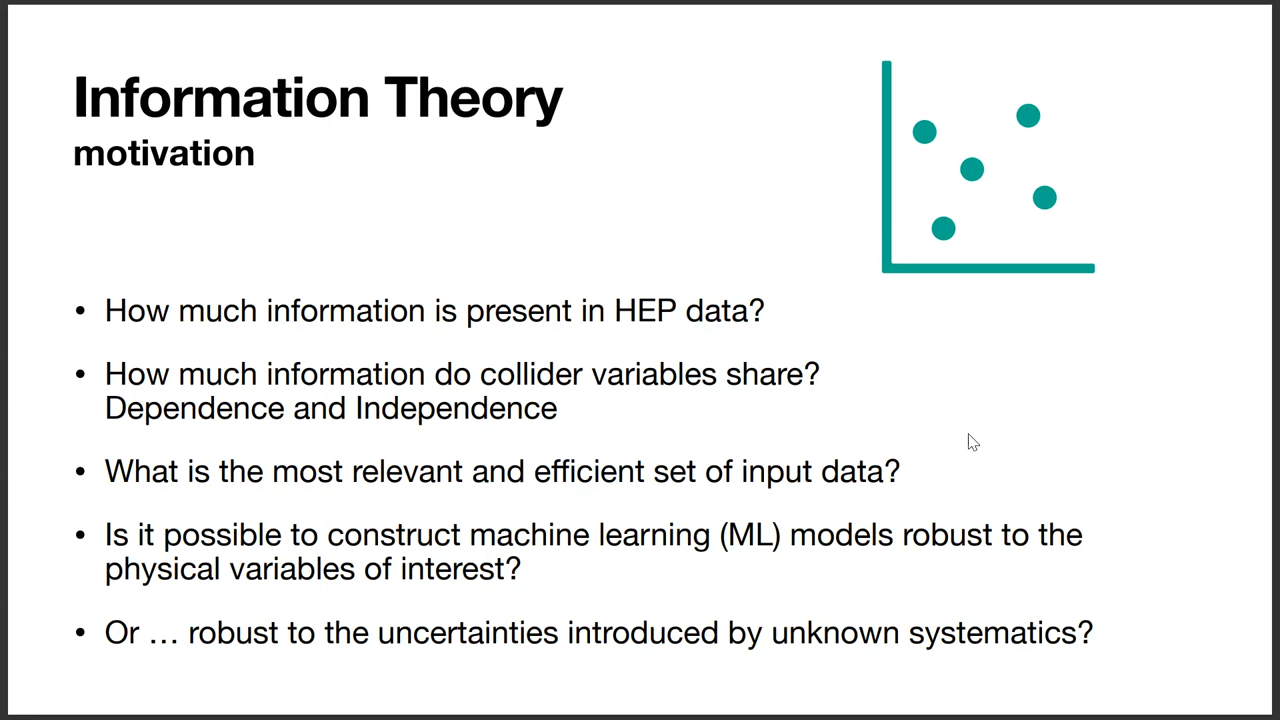 Information Theory
motivation
• How much information is present in HEP data?
• How much information do collider variables share?
Dependence and Independence
• What is the most relevant and efficient set of input data?
• Is it possible to construct machine learning (ML) models robust to the
physical variables of interest?
• Or … robust to the uncertainties introduced by unknown systematics?